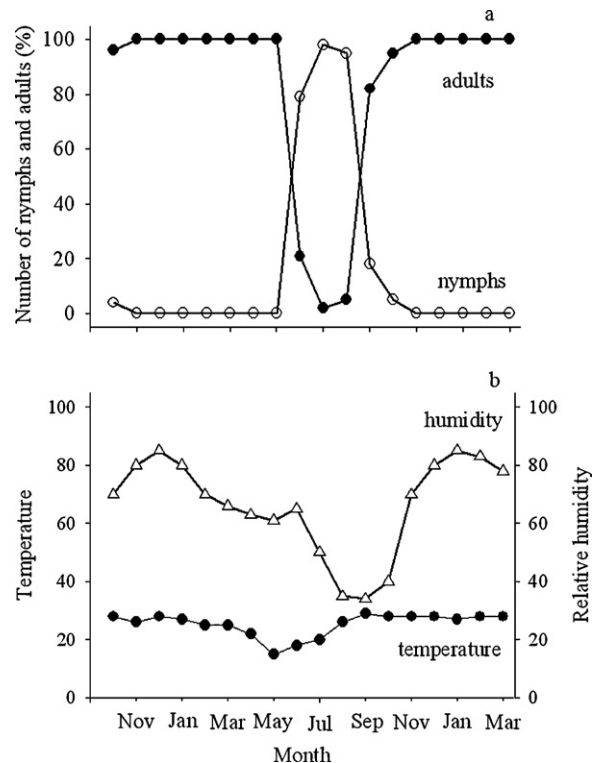 a
Number of nymphs and adults (%)
100
80
60
40
20
0
adults
nymphs
b
Temperature
100
80
60
40
20
0
humidity
temperature
100
80
60
40
20
0
Relative humidity
Nov Jan Mar May Jul Sep Nov Jan Mar
Month